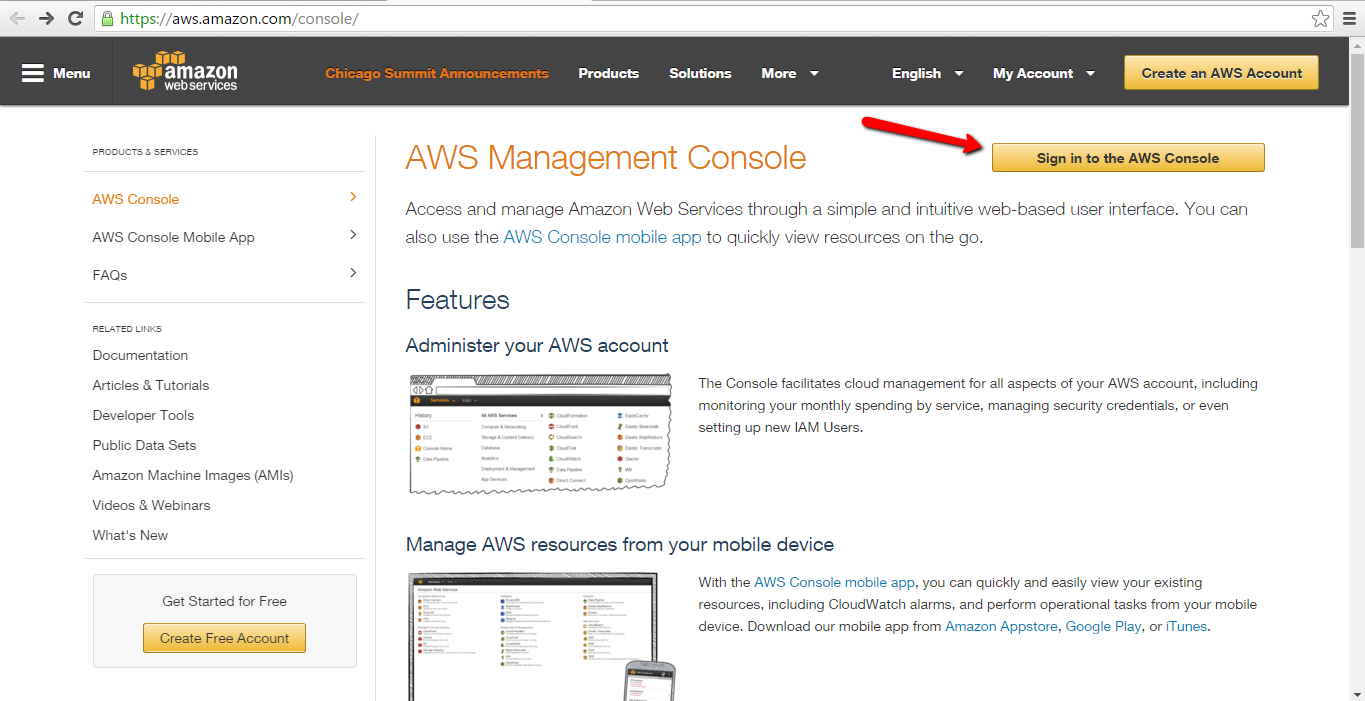 https://aws.amazon.com/console/
Menu
amazon
web services
Chicago Summit Announcements
Products
Solutions
More
English
My Account
Create an AWS Account
PRODUCTS & SERVICES
AWS Console
AWS Console Mobile App
FAQs
RELATED LINKS
Documentation
Articles & Tutorials
Developer Tools
Public Data Sets
Amazon Machine Images (AMIs)
Videos & Webinars
What's New
Get Started for Free
Create Free Account
AWS Management Console
Sign in to the AWS Console
Access and manage Amazon Web Services through a simple and intuitive web-based user interface. You can
also use the AWS Console mobile app to quickly view resources on the go.
Features
Administer your AWS account
Services
Edit
History
S3
EC2
Console Home
Data Pipeline
All AWS Services
Compute & Networking
Storage & Content Delivery
Database
Analytics
Deployment & Management
App Services
CloudFormation
CloudFront
CloudSearch
CloudTrail
CloudWatch
Data Pipeline
Direct Connect
ElastiCache
Elastic Beanstalk
Elastic MapReduce
Elastic Transcoder
Glacier
IAM
OpsWorks
The Console facilitates cloud management for all aspects of your AWS account, including
monitoring your monthly spending by service, managing security credentials, or even
setting up new IAM Users.
Manage AWS resources from your mobile device
Amazon Web Services
With the AWS Console mobile app, you can quickly and easily view your existing
resources, including CloudWatch alarms, and perform operational tasks from your mobile
device. Download our mobile app from Amazon Appstore, Google Play, or iTunes.